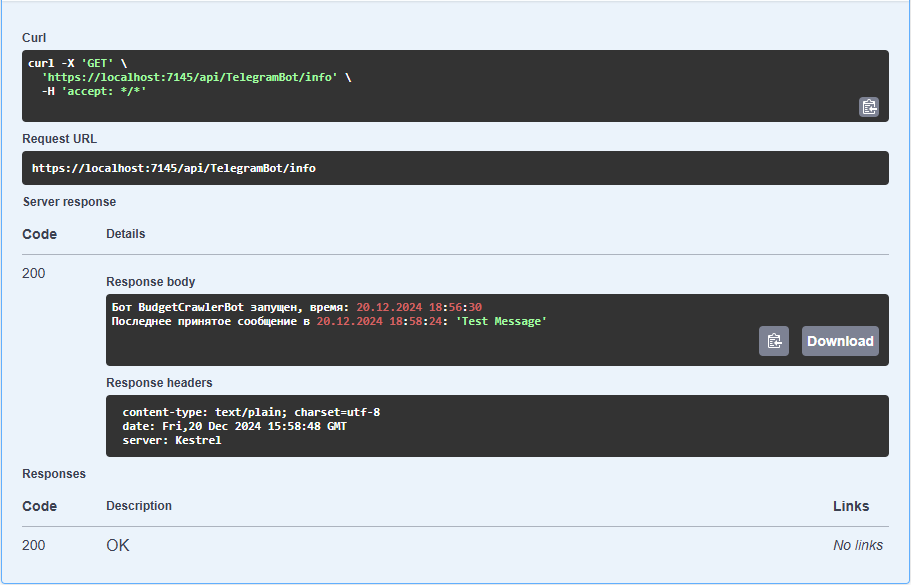 Curl
curl -X 'GET' \
'https://localhost:7145/api/TelegramBot/info' \
-H 'accept: */*'
Request URL
https://localhost:7145/api/TelegramBot/info
Server response
Code Details
200
Response body
Бот BudgetCrawlerBot запущен, время: 20.12.2024 18:56:30
Последнее принятое сообщение в 20.12.2024 18:58:24: 'Test Message'
Download
Response headers
content-type: text/plain; charset=utf-8
date: Fri,20 Dec 2024 15:58:48 GMT
server: Kestrel
Responses
Code Description Links
200 OK No links